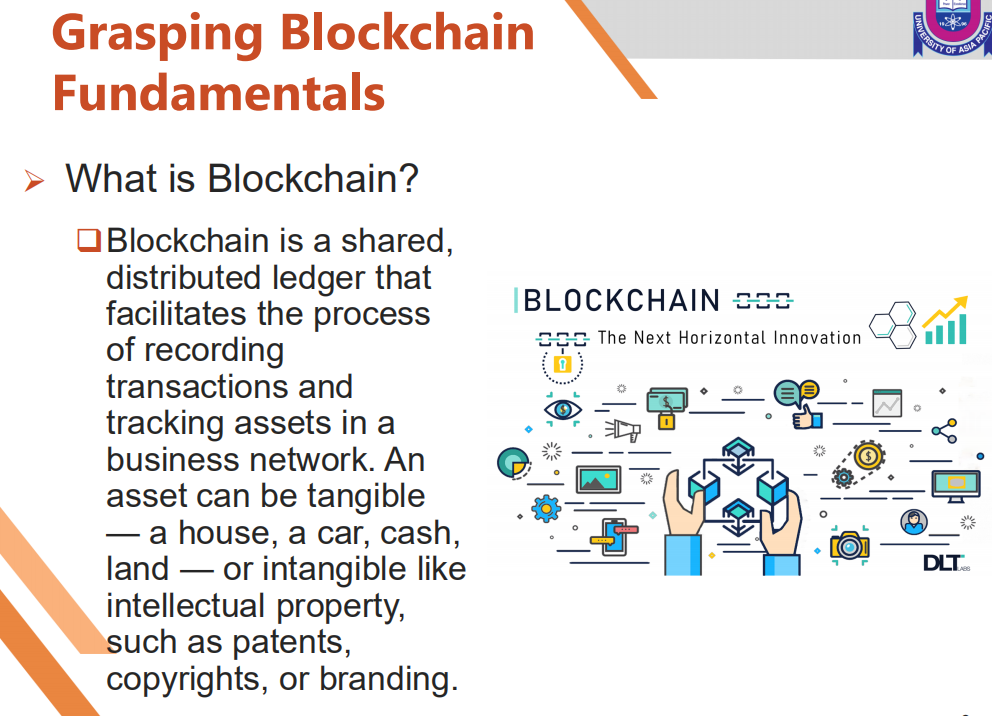 Grasping Blockchain
Fundamentals
UNIVERSITY OF ASIA PACIFIC
What is Blockchain?
Blockchain is a shared,
distributed ledger that
facilitates the process
of recording
transactions and
tracking assets in a
business network. An
asset can be tangible
— a house, a car, cash,
land — or intangible like
intellectual property,
such as patents,
copyrights, or branding.
BLOCKCHAIN
The Next Horizontal Innovation
DLT LABS